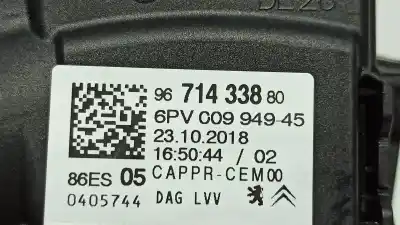 96 714 338 80
6PV 009 949-45
23.10.2018
16:50:44 / 02
86ES 05 CAPPR-CEM00
0405744 DAG LVV